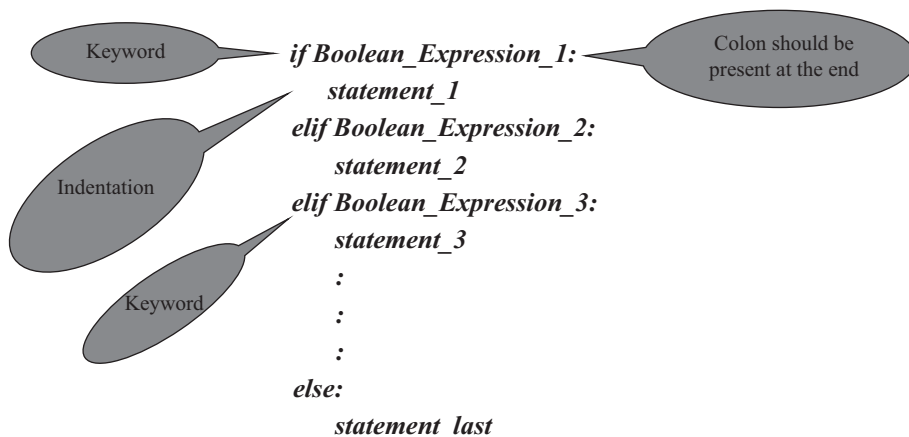 Keyword
if Boolean_Expression_1:
Colon should be
present at the end
statement_1
elif Boolean_Expression_2:
statement_2
Indentation
elif Boolean_Expression_3:
statement_3
:
Keyword
:
:
else:
statement_last